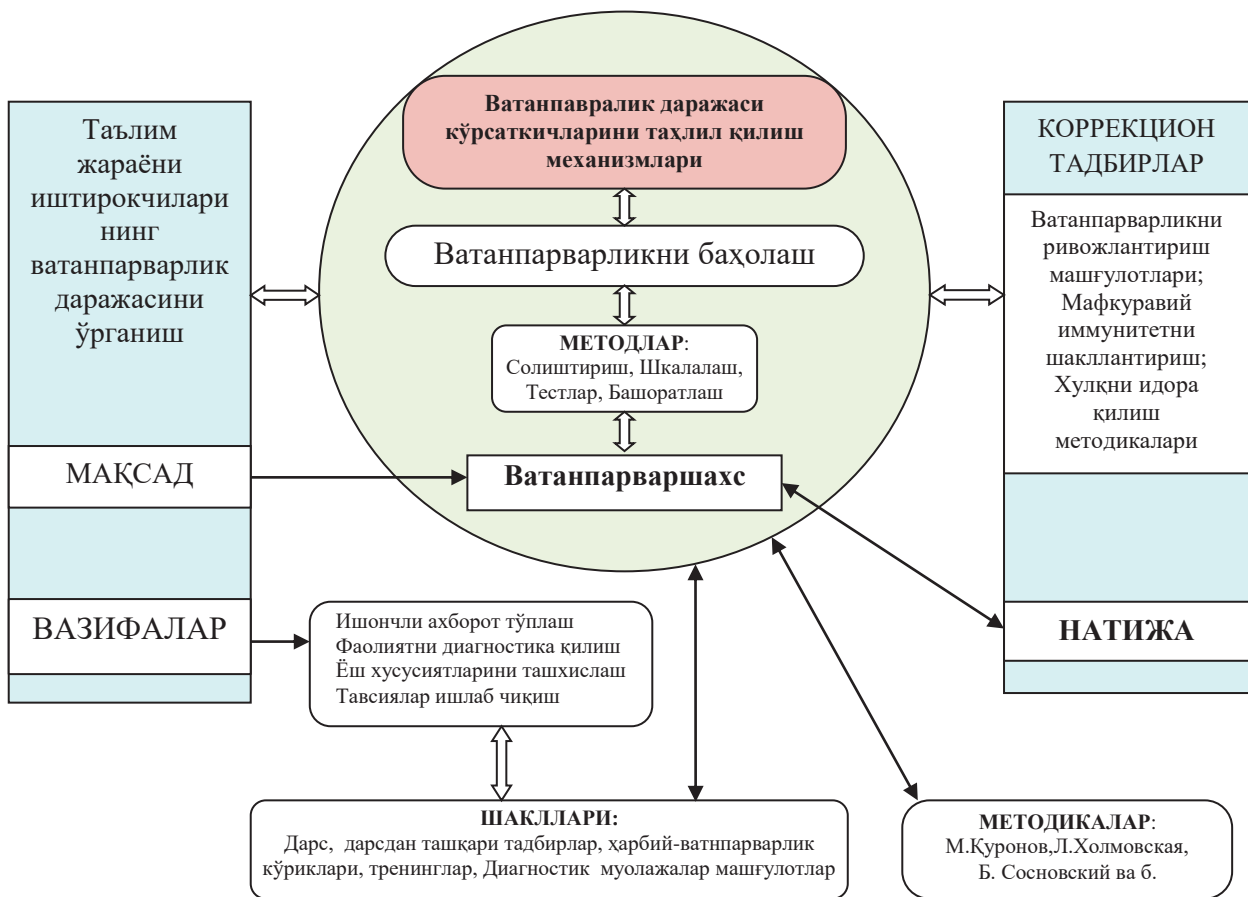 Таълим
жараёни
иштирокчилари
нинг
ватанпарварлик
даражасини
ўрганиш
МАҚСАД
ВАЗИФАЛАР
Ватанпавралик даражаси
кўрсаткичларини таҳлил қилиш
механизмлари
Ватанпарварликни баҳолаш
МЕТОДЛАР:
Солиштириш, Шкалалаш,
Тестлар, Башоратлаш
Ватанпарваршахс
КОРРЕКЦИОН
ТАДБИРЛАР
Ватанпарварликни
ривожлантириш
машғулотлари;
Мафкуравий
иммунитетни
шакллантириш;
Хулқни идора
қилиш
методикалари
НАТИЖА
Ишончли ахборот тўплаш
Фаолиятни диагностика қилиш
Ёш хусусиятларини ташхислаш
Тавсиялар ишлаб чиқиш
ШАКЛЛАРИ:
Дарс, дарсдан ташқари тадбирлар, ҳарбий-ватнпарварлик
кўриклари, тренинглар, Диагностик муолажалар машғулотлар
МЕТОДИКАЛАР:
М.Қуронов,Л.Холмовская,
Б. Сосновский ва б.